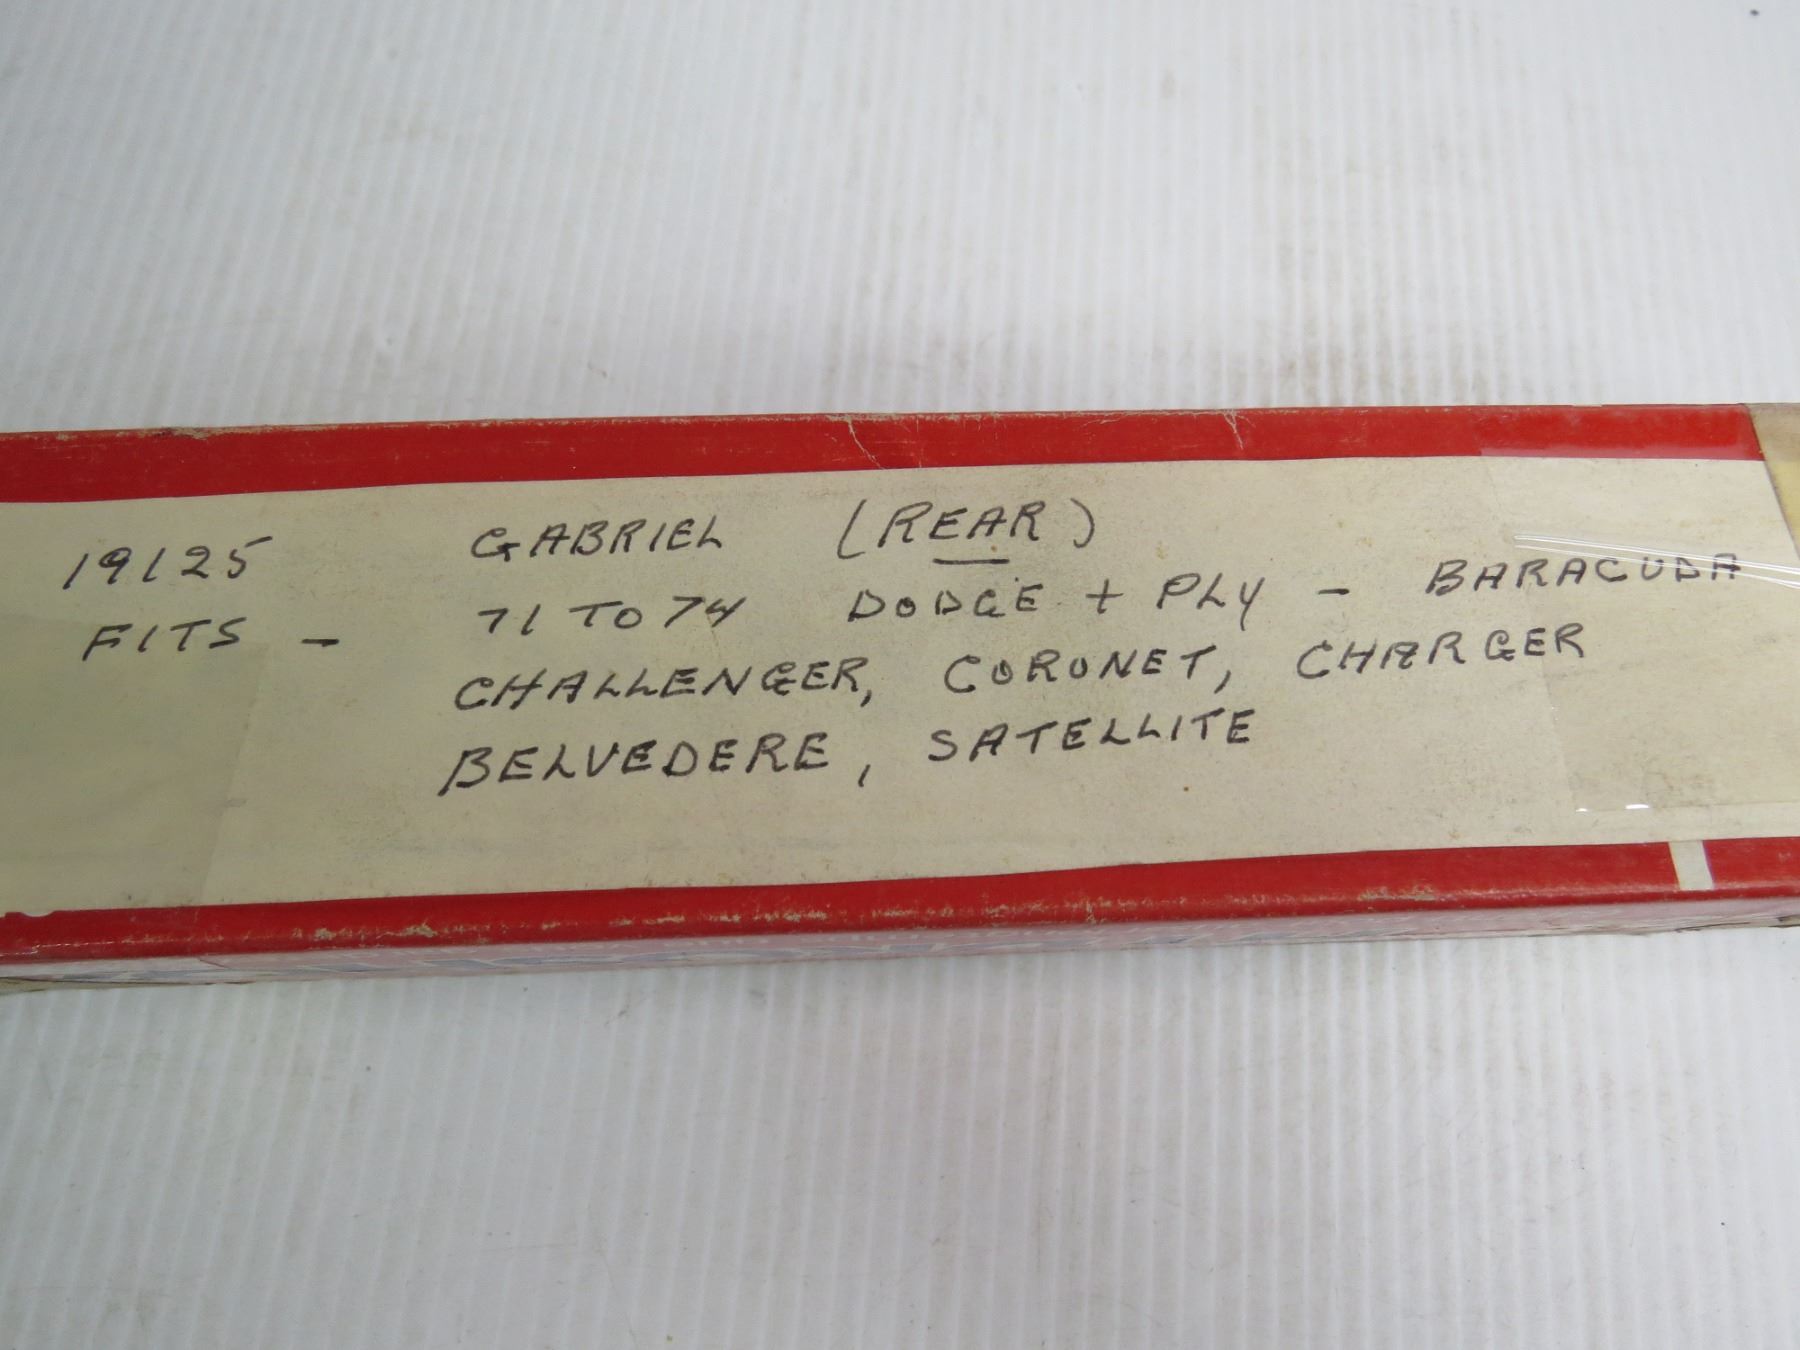 19125 GABRIEL (REAR)
FITS - 71 TO 74 DODGE + PLY - BARACUDA
CHALLENGER, CORONET, CHARGER
BELVEDERE, SATELLITE